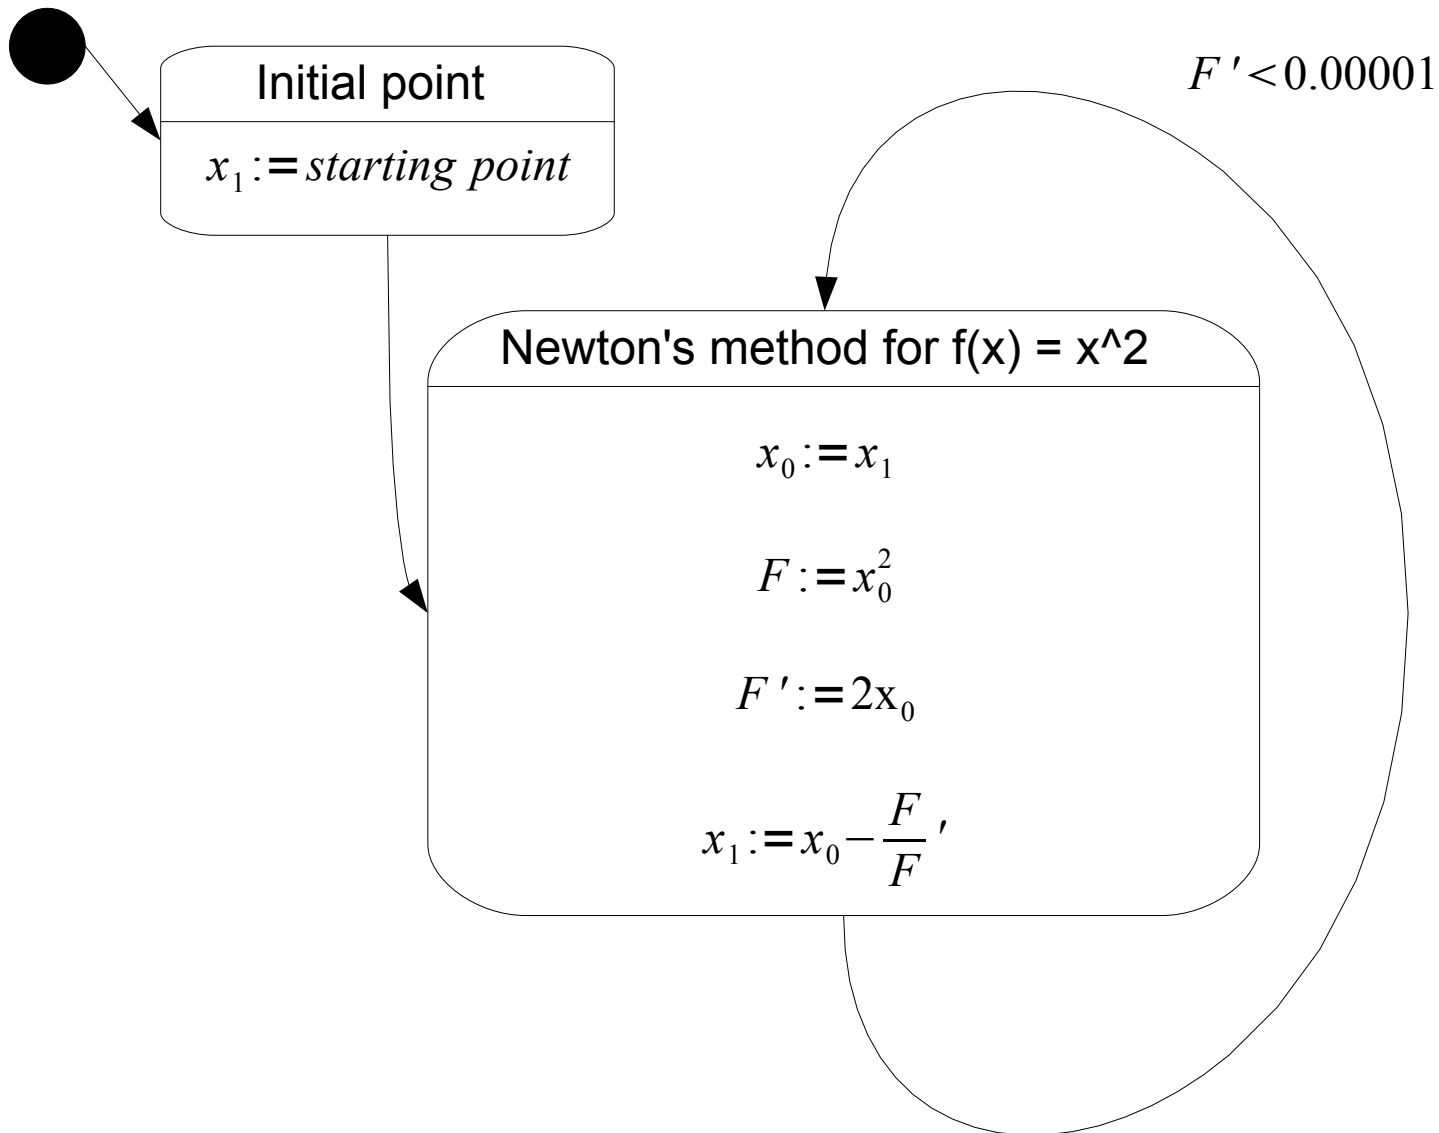 Initial point
x₁:=starting point
F ′<0.00001
Newton's method for f(x) = x^2
x₀:=x₁
F:=x₀²
F ′:=2x₀
x₁:=x₀−F/F ′